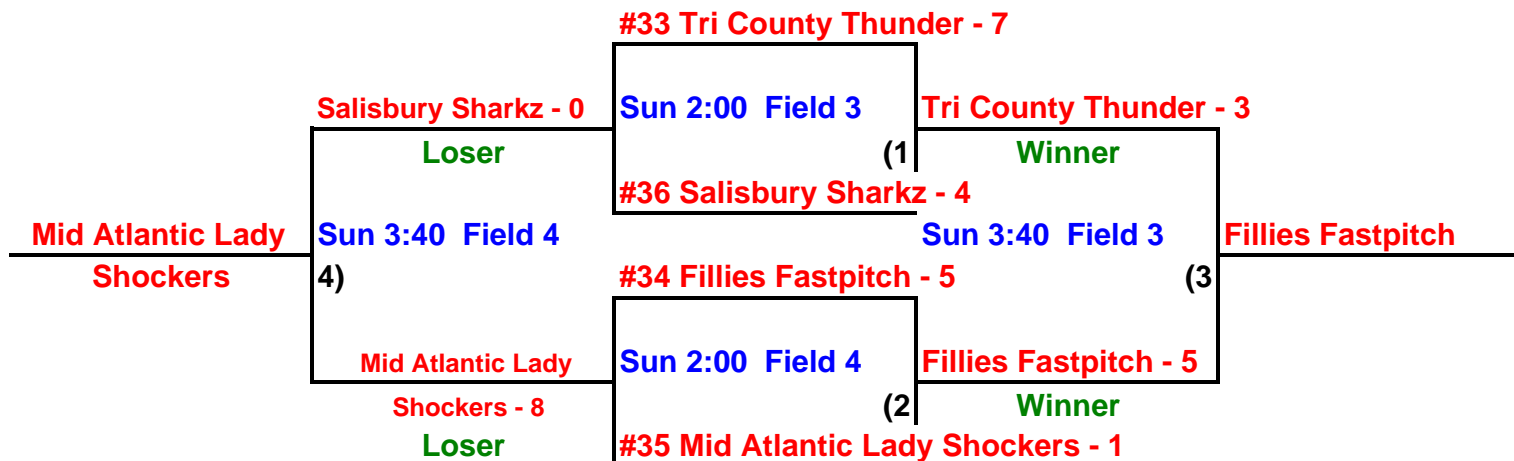 #33 Tri County Thunder - 7
Salisbury Sharkz - 0 Sun 2:00 Field 3 Tri County Thunder - 3
Loser (1 Winner
#36 Salisbury Sharkz - 4
Mid Atlantic Lady Sun 3:40 Field 4 Sun 3:40 Field 3 Fillies Fastpitch
Shockers 4) #34 Fillies Fastpitch - 5 (3
Mid Atlantic Lady Sun 2:00 Field 4 Fillies Fastpitch - 5
Shockers - 8 (2 Winner
Loser #35 Mid Atlantic Lady Shockers - 1